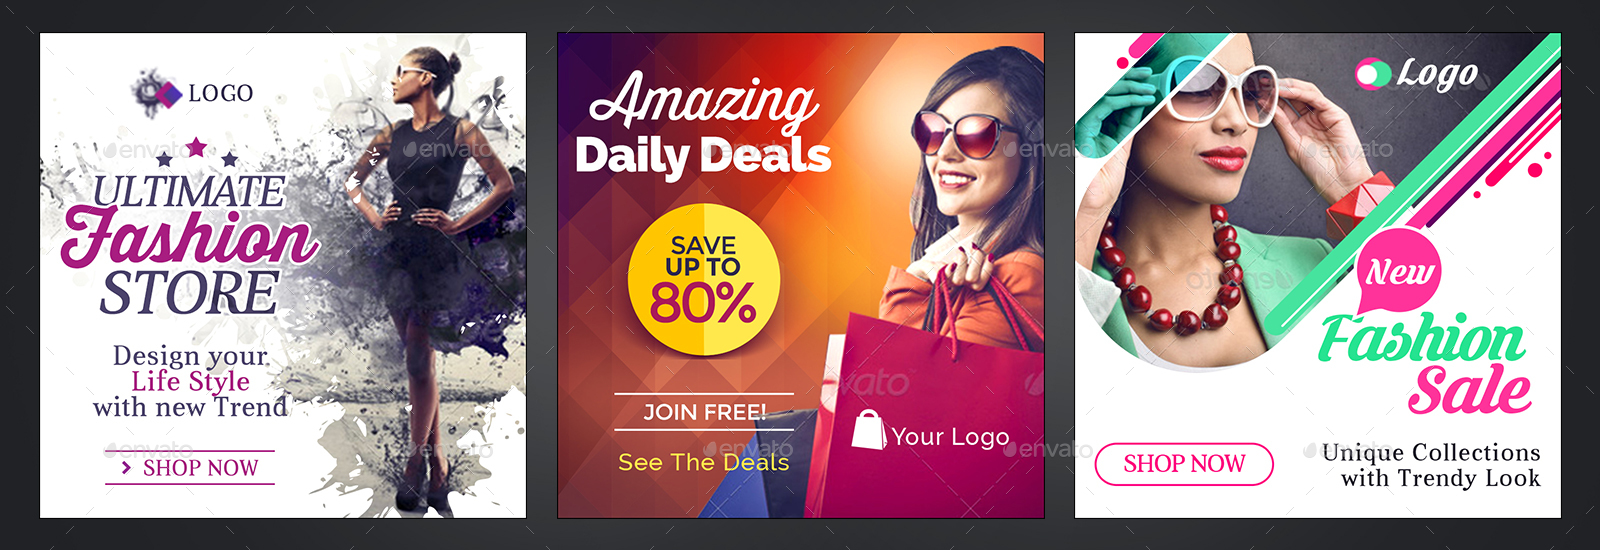 LOGO
ULTIMATE
Fashion
STORE
Design your
Life Style
with new Trend
SHOP NOW
Amazing
Daily Deals
SAVE
UP TO
80%
JOIN FREE!
See The Deals
Your Logo
Logo
New
Fashion
Sale
SHOP NOW
Unique Collections
with Trendy Look
envato